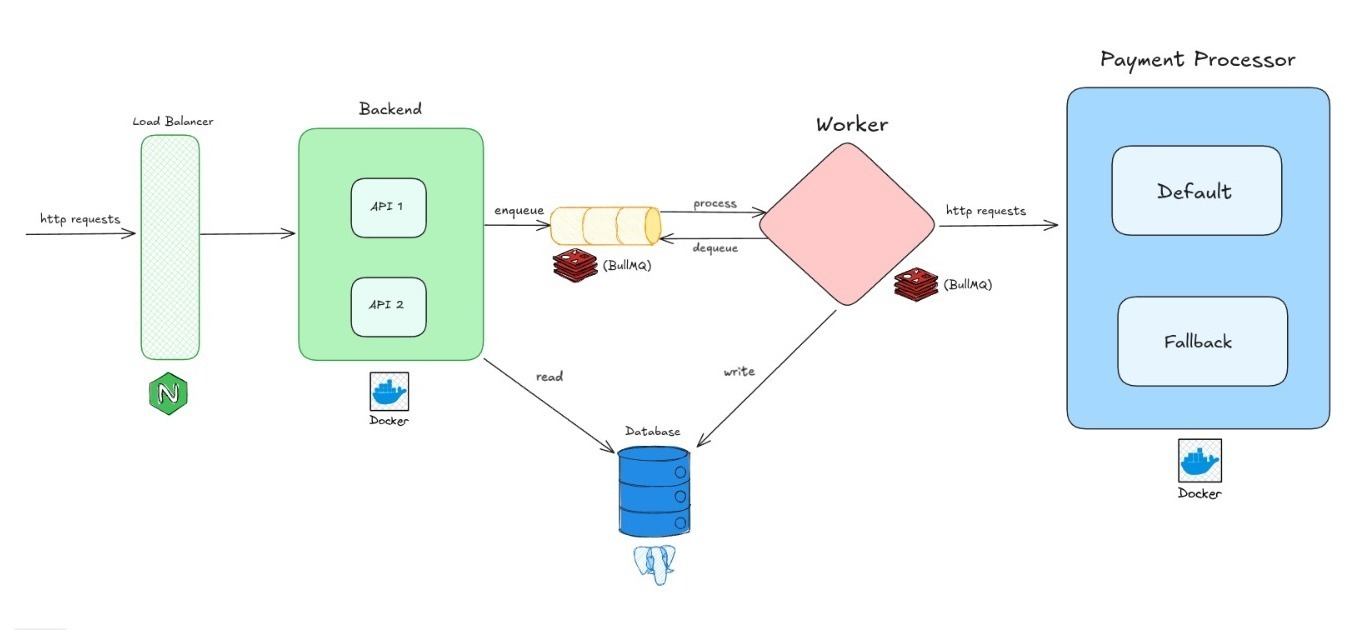 Payment Processor
Load Balancer
Backend
Worker
http requests
API 1
API 2
enqueue
process
dequeue
(BullMQ)
http requests
(BullMQ)
Default
Fallback
read
write
N
Docker
Database
Docker